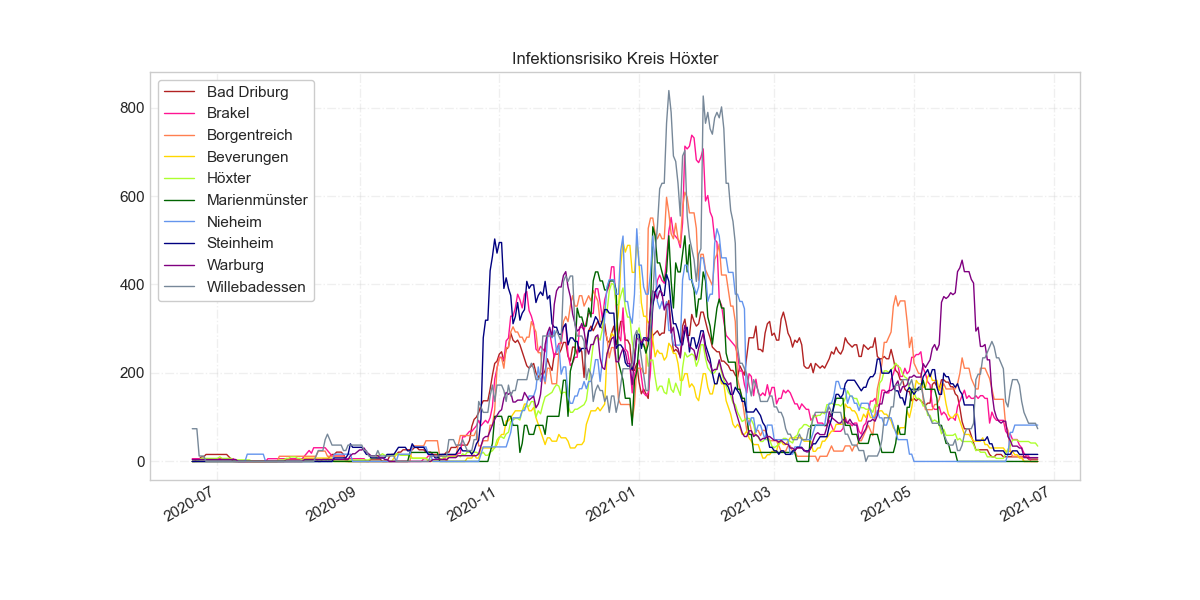 Infektionsrisiko Kreis Höxter
Bad Driburg
Brakel
Borgentreich
Beverungen
Höxter
Marienmünster
Nieheim
Steinheim
Warburg
Willebadessen
800
600
400
200
0
2020-07
2020-09
2020-11
2021-01
2021-03
2021-05
2021-07